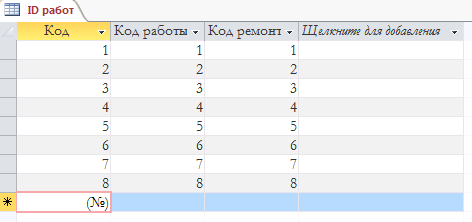 ID работ
Код Код работы Код ремонт Щелкните для добавления
1 1 1
2 2 2
3 3 3
4 4 4
5 5 5
6 6 6
7 7 7
8 8 8
(№)